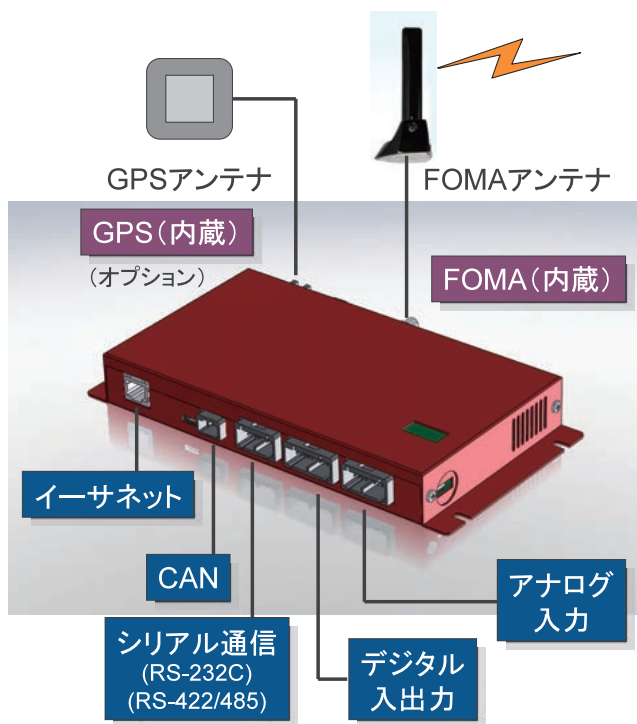 GPSアンテナ
FOMAアンテナ
GPS(内蔵)
(オプション)
FOMA(内蔵)
イーサネット
CAN
シリアル通信
(RS-232C)
(RS-422/485)
デジタル
入出力
アナログ
入力